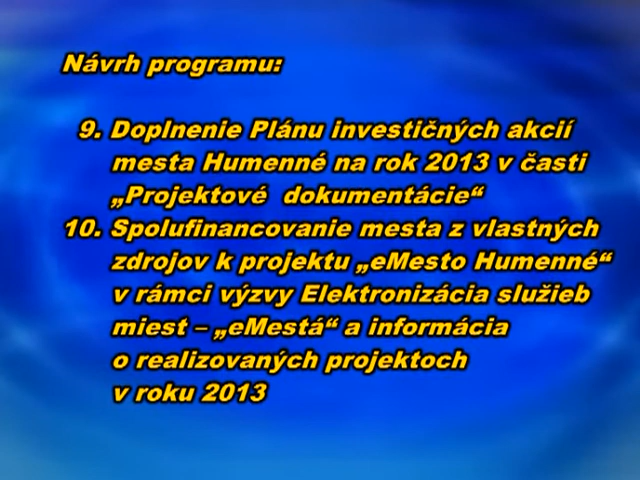 Návrh programu:
9. Doplnenie Plánu investičných akcií
mesta Humenné na rok 2013 v časti
„Projektové dokumentácie“
10. Spolufinancovanie mesta z vlastných
zdrojov k projektu „eMesto Humenné“
v rámci výzvy Elektronizácia služieb
miest – „eMestá“ a informácia
o realizovaných projektoch
v roku 2013